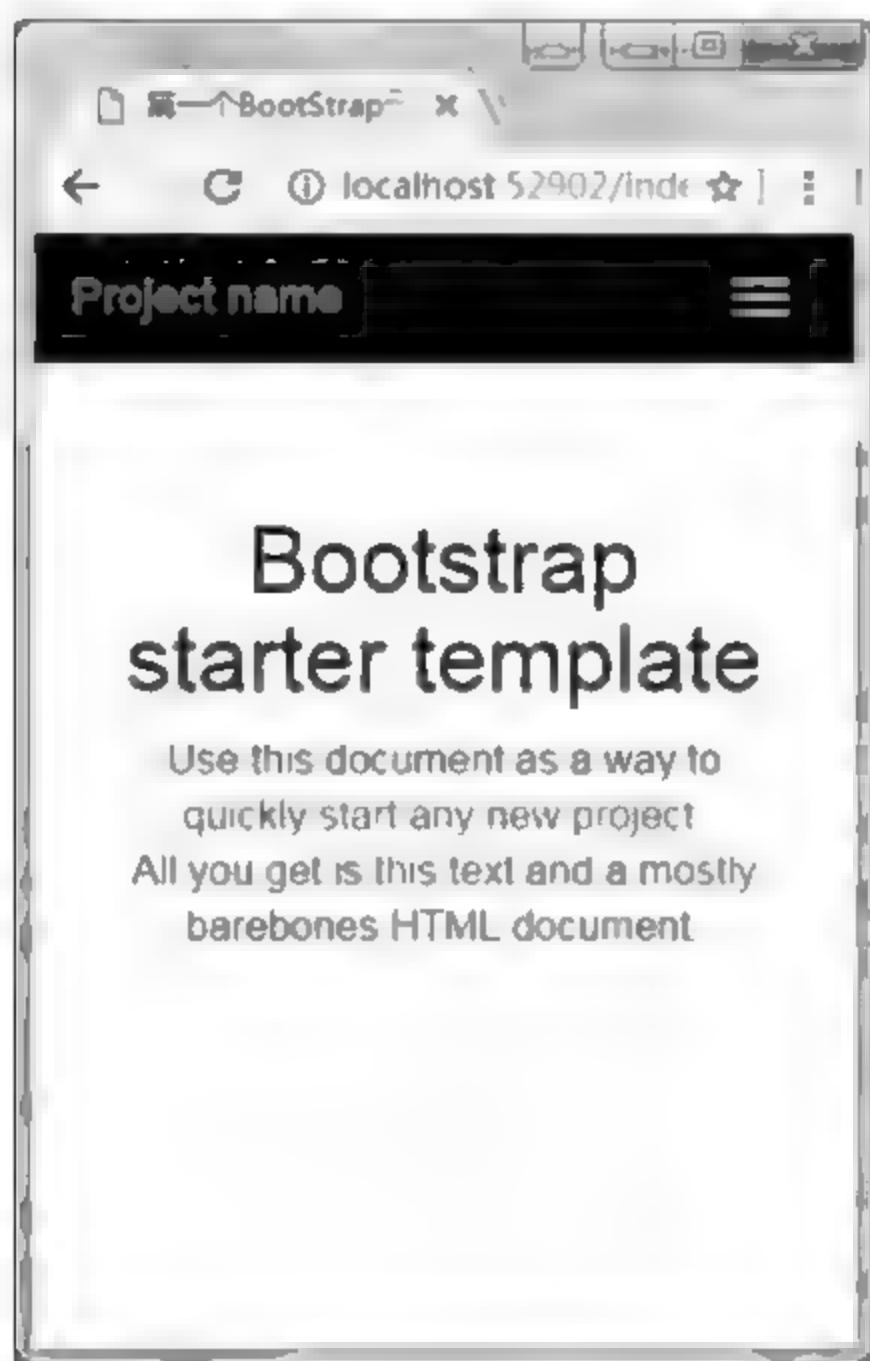 一个BootStrap
localhost 52902/inde
Project name
Bootstrap
starter template
Use this document as a way to
quickly start any new project
All you get is this text and a mostly
barebones HTML document